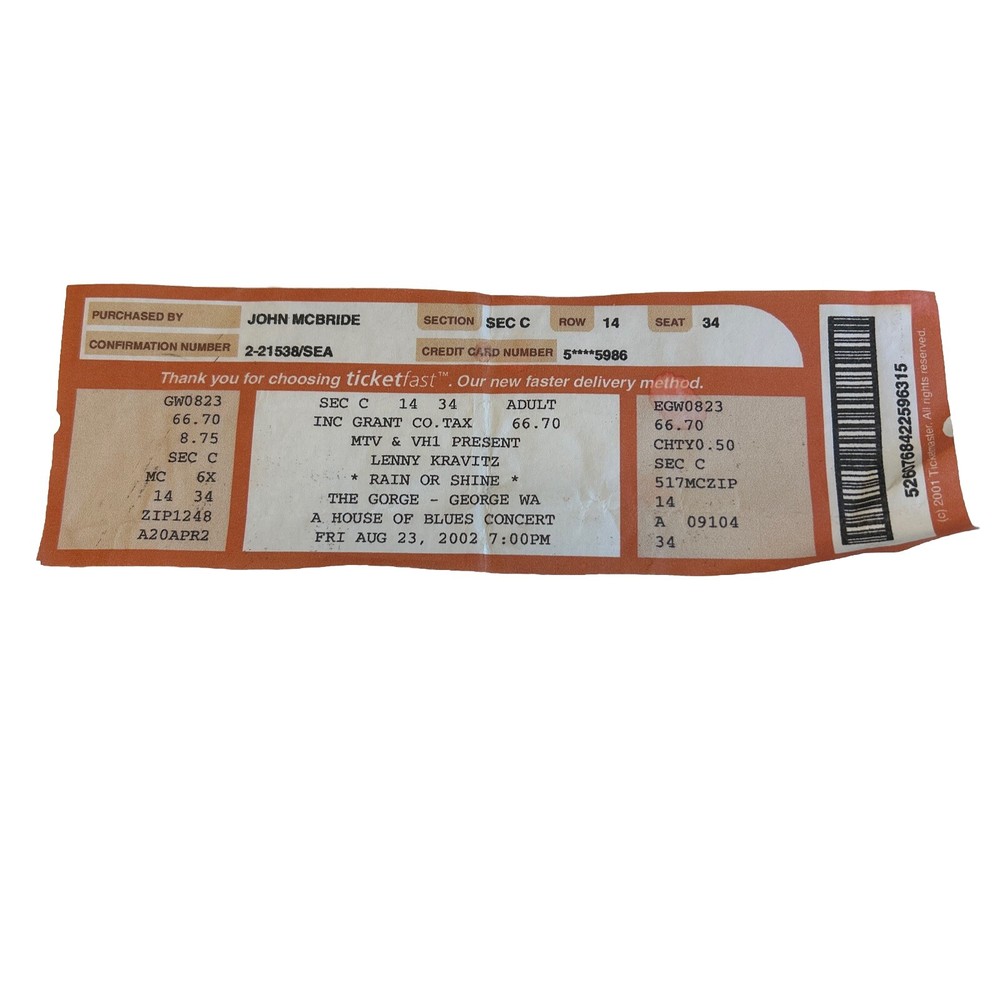 PURCHASED BY JOHN MCBRIDE SECTION SEC C ROW 14 SEAT 34
CONFIRMATION NUMBER 2-21538/SEA CREDIT CARD NUMBER 5****5986
Thank you for choosing ticketfast™. Our new faster delivery method.
GW0823
66.70
8.75
SEC C
MC 6X
14 34
ZIP1248
A20APR2
SEC C 14 34 ADULT
INC GRANT CO.TAX 66.70
MTV & VH1 PRESENT
LENNY KRAVITZ
* RAIN OR SHINE *
THE GORGE - GEORGE WA
A HOUSE OF BLUES CONCERT
FRI AUG 23, 2002 7:00PM
EGW0823
66.70
CHTY0.50
SEC C
517MCZIP
14
A 09104
34
(c) 2001 Ticketmaster. All rights reserved.